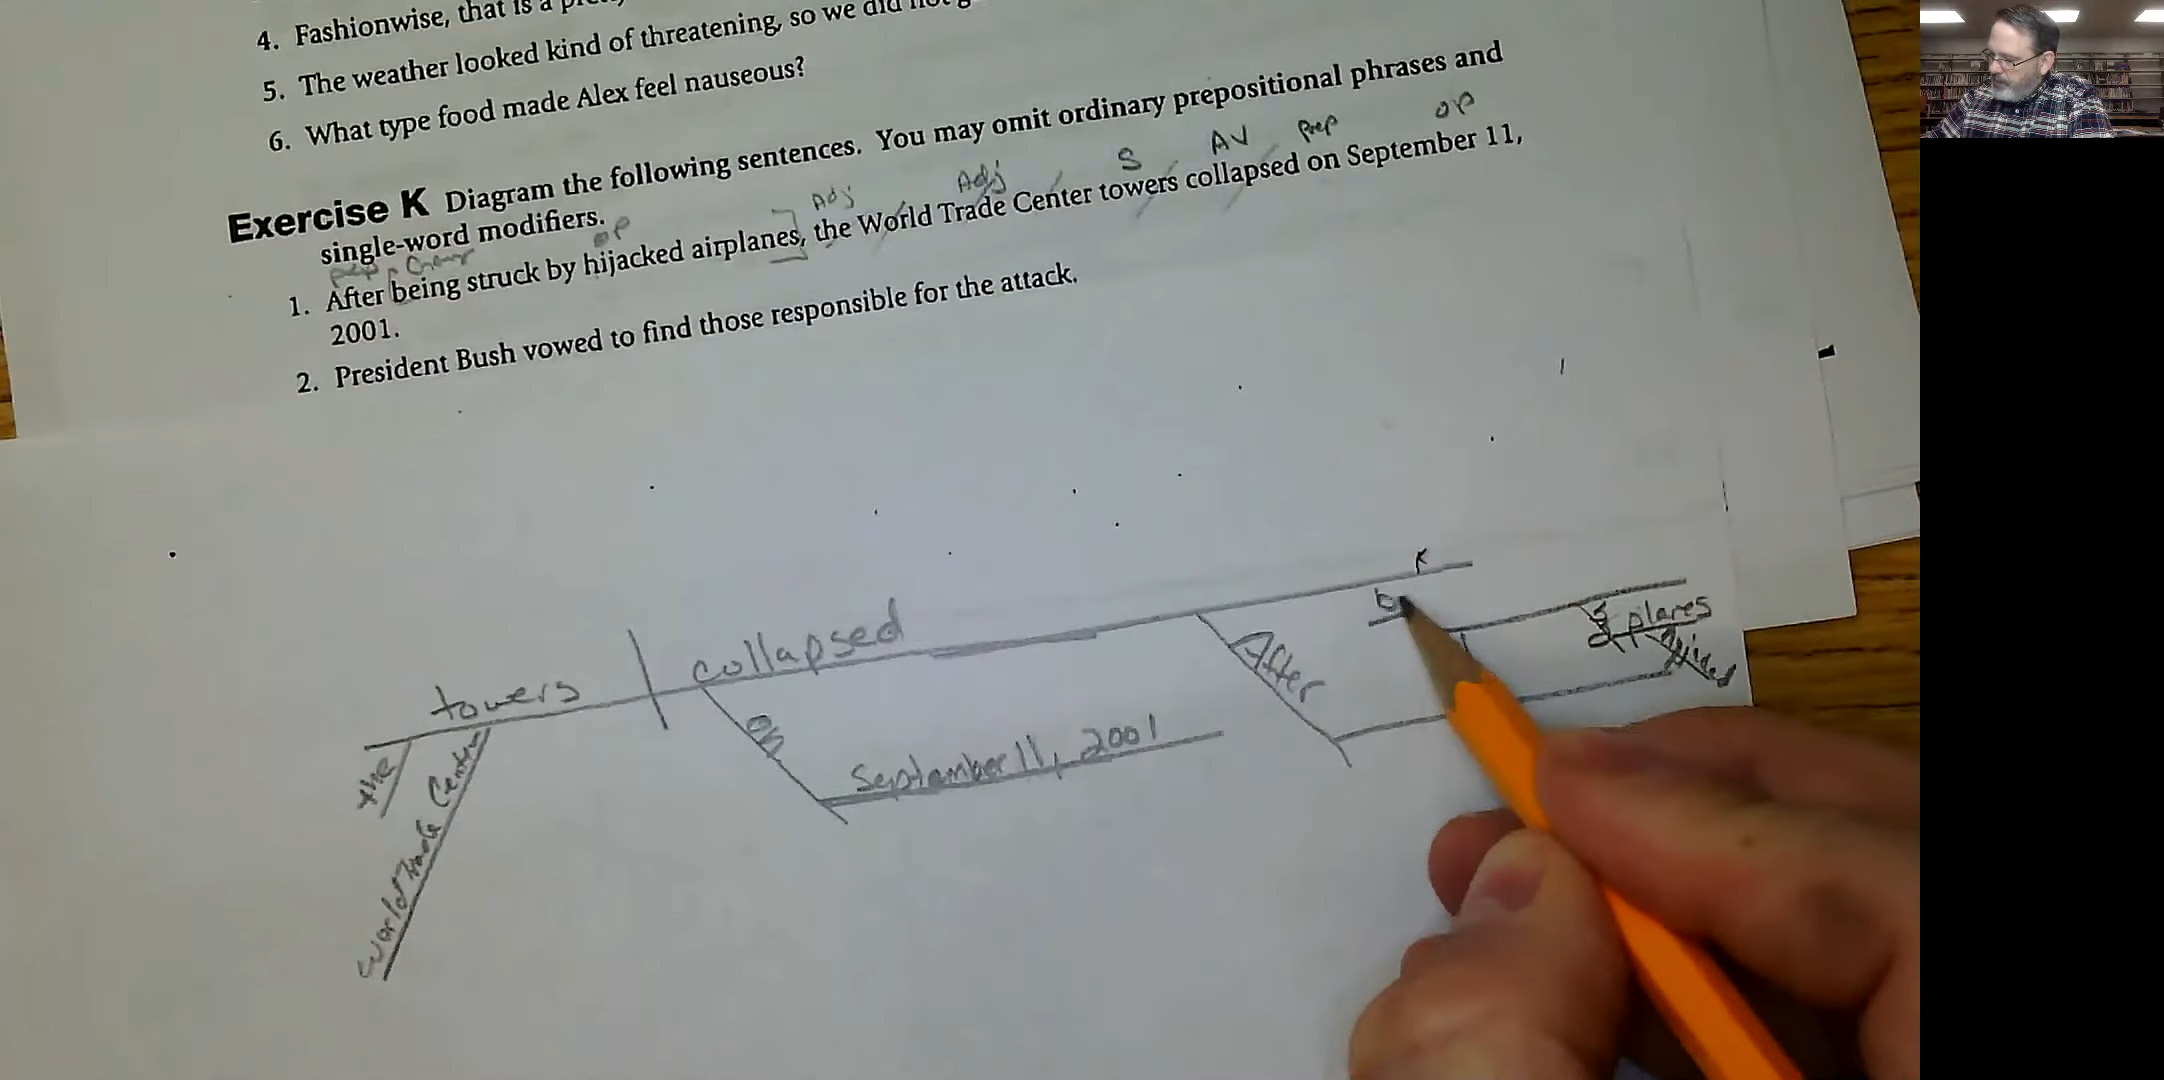 4. Fashionwise, that is a
5. The weather looked kind of threatening, so we did not
6. What type food made Alex feel nauseous?
Exercise K Diagram the following sentences. You may omit ordinary prepositional phrases and
single-word modifiers.
prep OP Adj Adj S AV prep OP
1. After being struck by hijacked airplanes, the World Trade Center towers collapsed on September 11,
2001.
2. President Bush vowed to find those responsible for the attack.
towers collapsed
the World Trade Center
on September 11, 2001
After
by planes